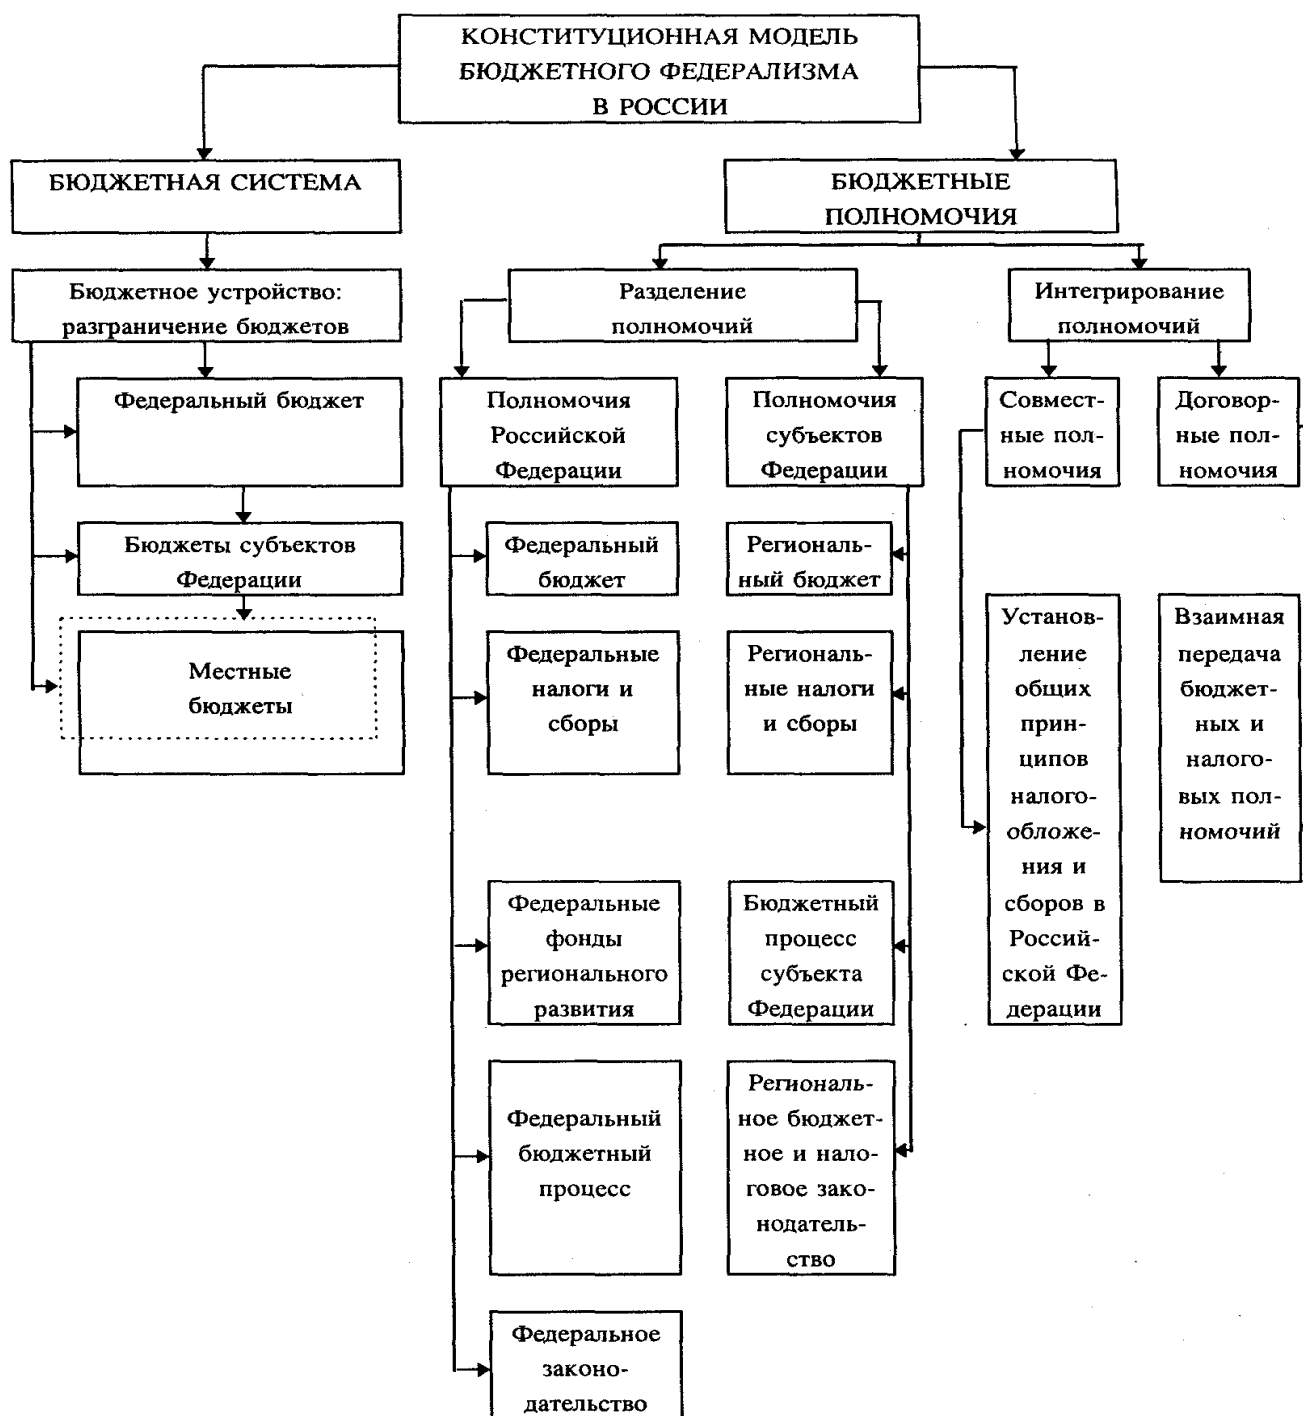 КОНСТИТУЦИОННАЯ МОДЕЛЬ
БЮДЖЕТНОГО ФЕДЕРАЛИЗМА
В РОССИИ
БЮДЖЕТНАЯ СИСТЕМА
БЮДЖЕТНЫЕ
ПОЛНОМОЧИЯ
Бюджетное устройство:
разграничение бюджетов
Разделение
полномочий
Интегрирование
полномочий
Федеральный бюджет
Полномочия
Российской
Федерации
Полномочия
субъектов
Федерации
Совмест-
ные пол-
номочия
Договор-
ные пол-
номочия
Бюджеты субъектов
Федерации
Федеральный
бюджет
Региональ-
ный бюджет
Местные
бюджеты
Федеральные
налоги и
сборы
Региональ-
ные налоги
и сборы
Установ-
ление
общих
прин-
ципов
налого-
обложе-
ния и
сборов в
Россий-
ской Фе-
дерации
Взаимная
передача
бюджет-
ных и
налого-
вых пол-
номочий
Федеральные
фонды
регионального
развития
Бюджетный
процесс
субъекта
Федерации
Федеральный
бюджетный
процесс
Региональ-
ное бюджет-
ное и нало-
говое зако-
нодатель-
ство
Федеральное
законо-
дательство